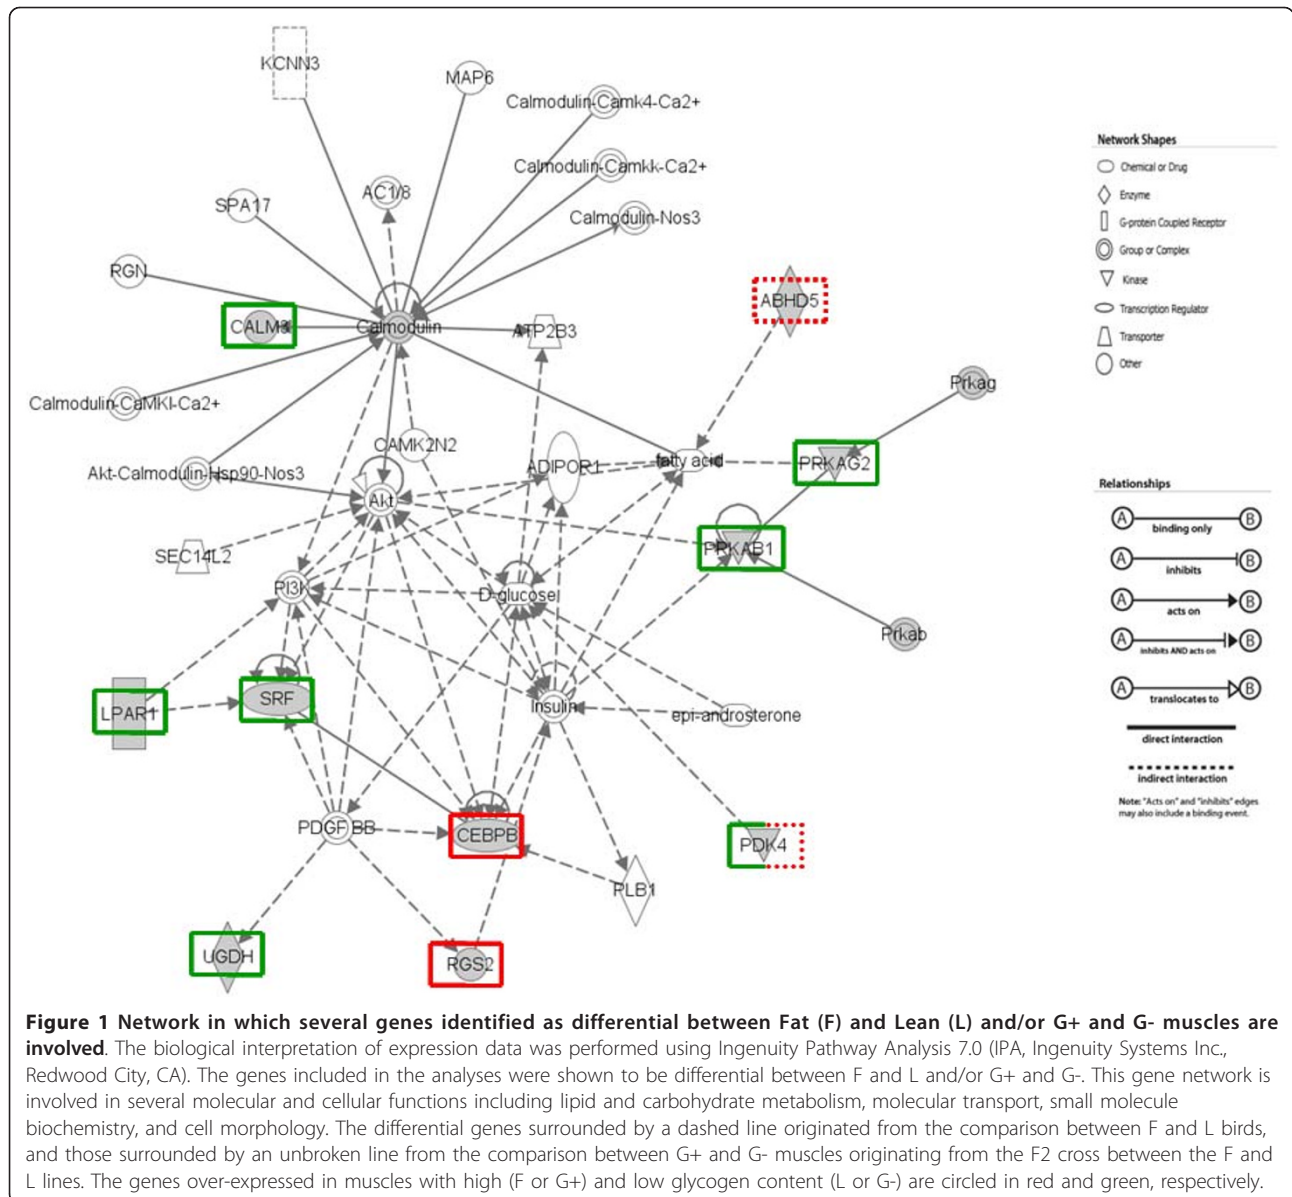 KCNN3
MAP6
Calmodulin-Camk4-Ca2+
Calmodulin-Camkk-Ca2+
AC1/8
SPA17
Calmodulin-Nos3
RGN
ABHD5
CALM3
Calmodulin
ATP2B3
Prkag
Calmodulin-CaMKI-Ca2+
CAMK2N2
Akt-Calmodulin-Hsp90-Nos3
ADIPOR1
fatty acid
PRKAG2
Akt
SEC14L2
PRKAB1
PI3K
D-glucose
Prkab
LPAR1
SRF
Insulin
epi-androsterone
PDGF BB
CEBPB
PDK4
PLB1
UGDH
RGS2
Network Shapes
Chemical or Drug
Enzyme
G-protein Coupled Receptor
Group or Complex
Kinase
Transcription Regulator
Transporter
Other
Relationships
A B
binding only
A B
inhibits
A B
acts on
A B
inhibits AND acts on
A B
translocates to
direct interaction
indirect interaction
Note: "Acts on" and "inhibits" edges
may also include a binding event.
Figure 1 Network in which several genes identified as differential between Fat (F) and Lean (L) and/or G+ and G- muscles are
involved. The biological interpretation of expression data was performed using Ingenuity Pathway Analysis 7.0 (IPA, Ingenuity Systems Inc.,
Redwood City, CA). The genes included in the analyses were shown to be differential between F and L and/or G+ and G-. This gene network is
involved in several molecular and cellular functions including lipid and carbohydrate metabolism, molecular transport, small molecule
biochemistry, and cell morphology. The differential genes surrounded by a dashed line originated from the comparison between F and L birds,
and those surrounded by an unbroken line from the comparison between G+ and G- muscles originating from the F2 cross between the F and
L lines. The genes over-expressed in muscles with high (F or G+) and low glycogen content (L or G-) are circled in red and green, respectively.